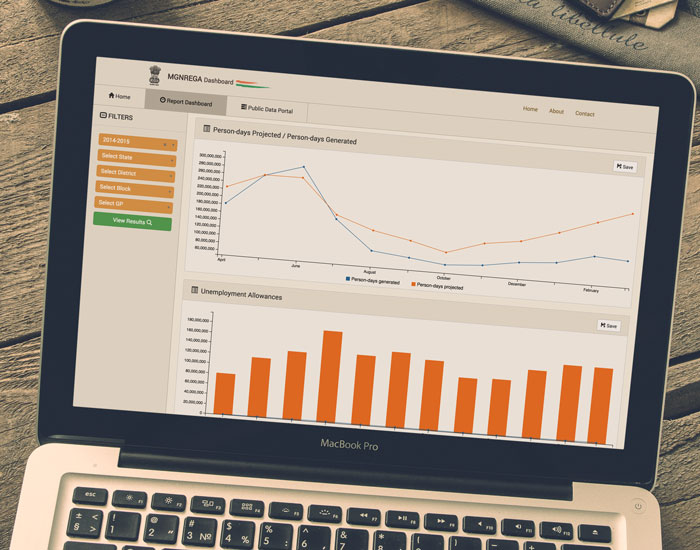 la libellule
MGNREGA Dashboard
Home
Report Dashboard
Public Data Portal
Home About Contact
FILTERS
2014-2015 ×
Select State
Select District
Select Block
Select GP
View Results
Person-days Projected / Person-days Generated
Save
300,000,000
280,000,000
260,000,000
240,000,000
220,000,000
200,000,000
180,000,000
160,000,000
140,000,000
120,000,000
100,000,000
80,000,000
60,000,000
April June August October December February
Person-days generated Person-days projected
Unemployment Allowances
Save
180,000,000
160,000,000
140,000,000
120,000,000
100,000,000
80,000,000
60,000,000
40,000,000
20,000,000
0
MacBook Pro
esc F1 F2 F3 F4 F5 F6 F7 F8 F9 F10 F11 F12
± § ! 1 @ 2 # 3 № $ 4 % 5 ^ 6 & 7 * 8